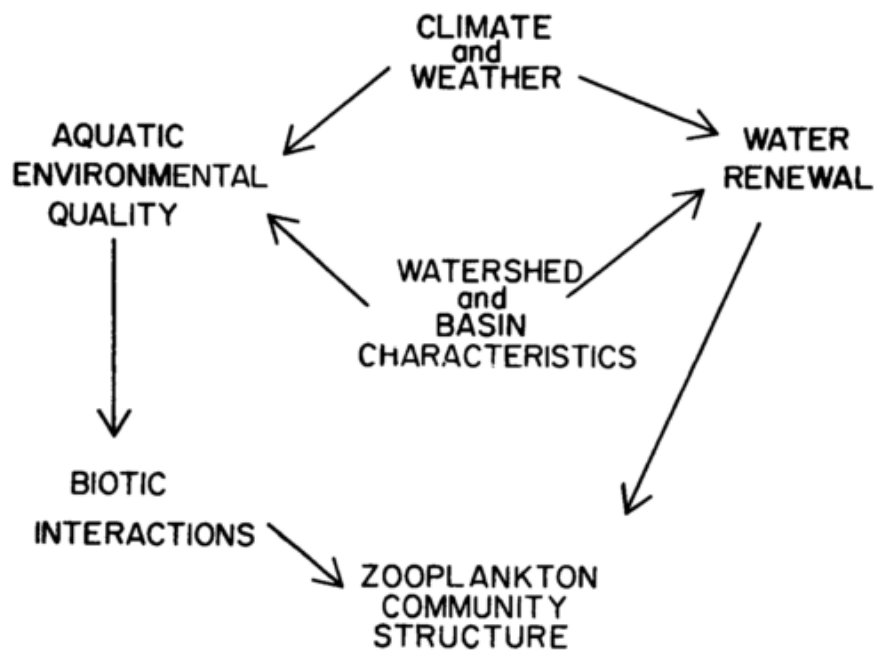 CLIMATE
and
WEATHER
AQUATIC
ENVIRONMENTAL
QUALITY
WATER
RENEWAL
WATERSHED
and
BASIN
CHARACTERISTICS
BIOTIC
INTERACTIONS
ZOOPLANKTON
COMMUNITY
STRUCTURE